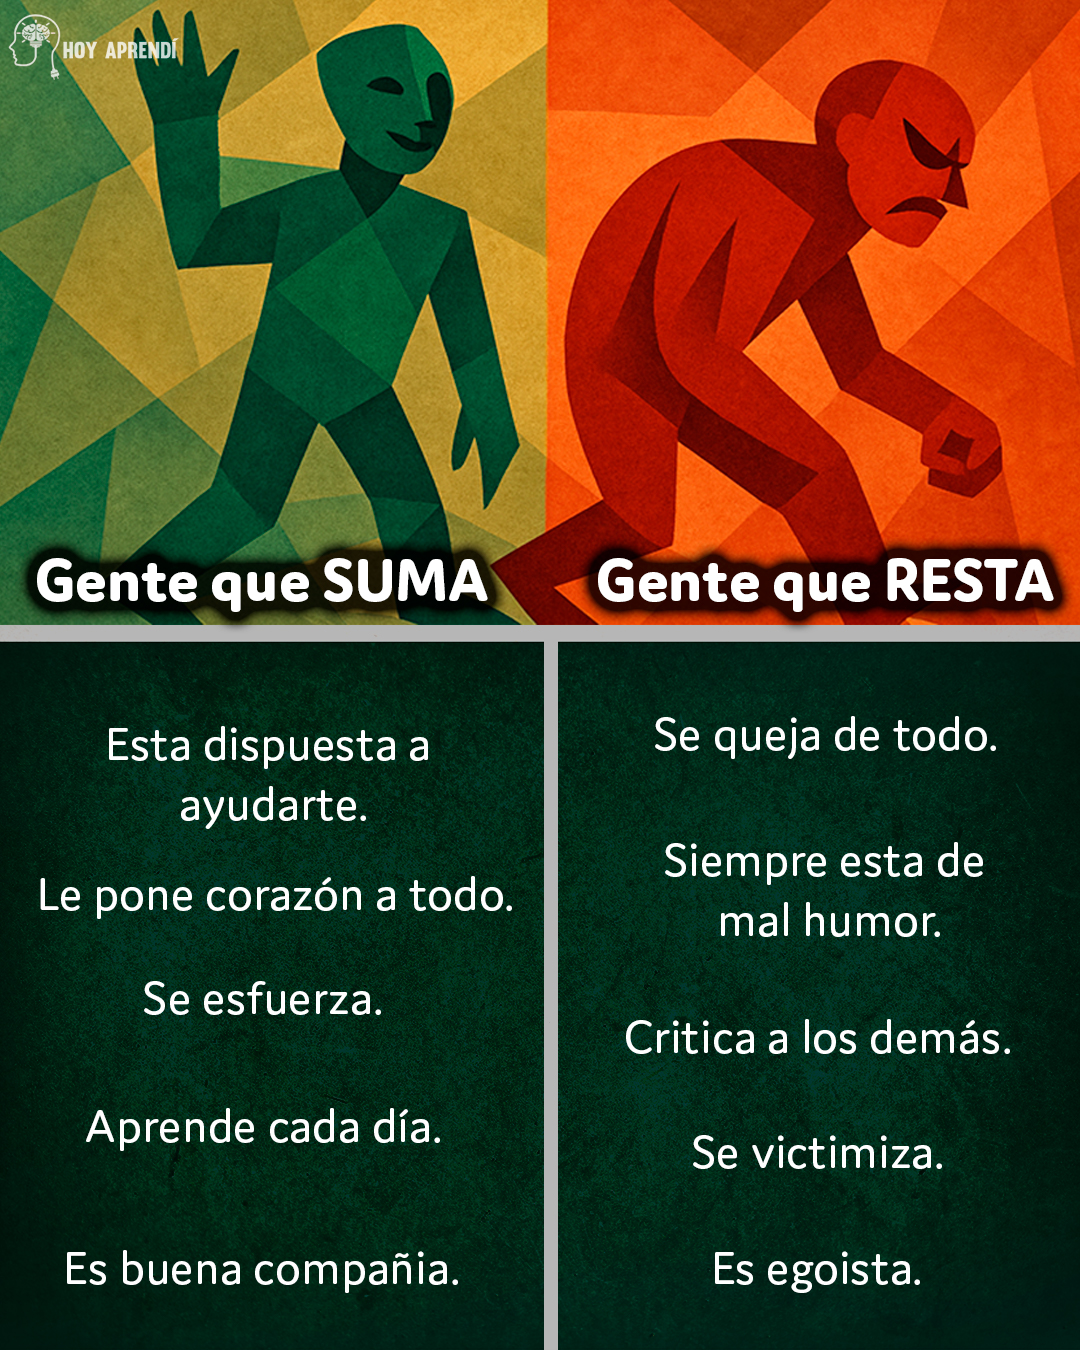 HOY APRENDÍ
Gente que SUMA
Gente que RESTA
Esta dispuesta a
ayudarte.
Le pone corazón a todo.
Se esfuerza.
Aprende cada día.
Es buena compañia.
Se queja de todo.
Siempre esta de
mal humor.
Critica a los demás.
Se victimiza.
Es egoista.